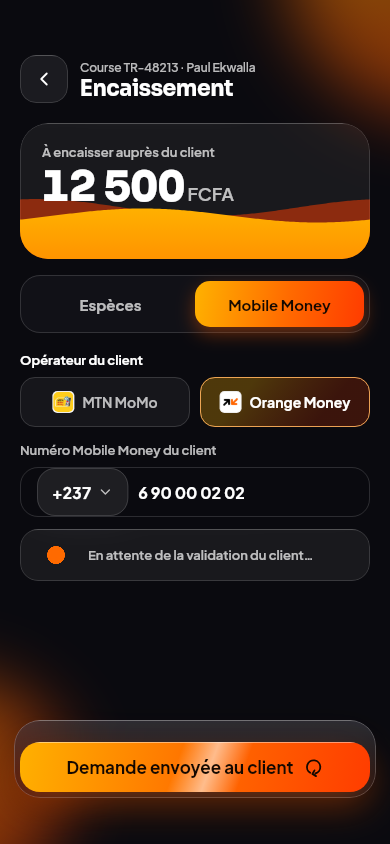 Course TR-48213 · Paul Ekwalla
Encaissement
À encaisser auprès du client
12 500 FCFA
Espèces
Mobile Money
Opérateur du client
MTN MoMo
Orange Money
Numéro Mobile Money du client
+237 6 90 00 02 02
En attente de la validation du client...
Demande envoyée au client